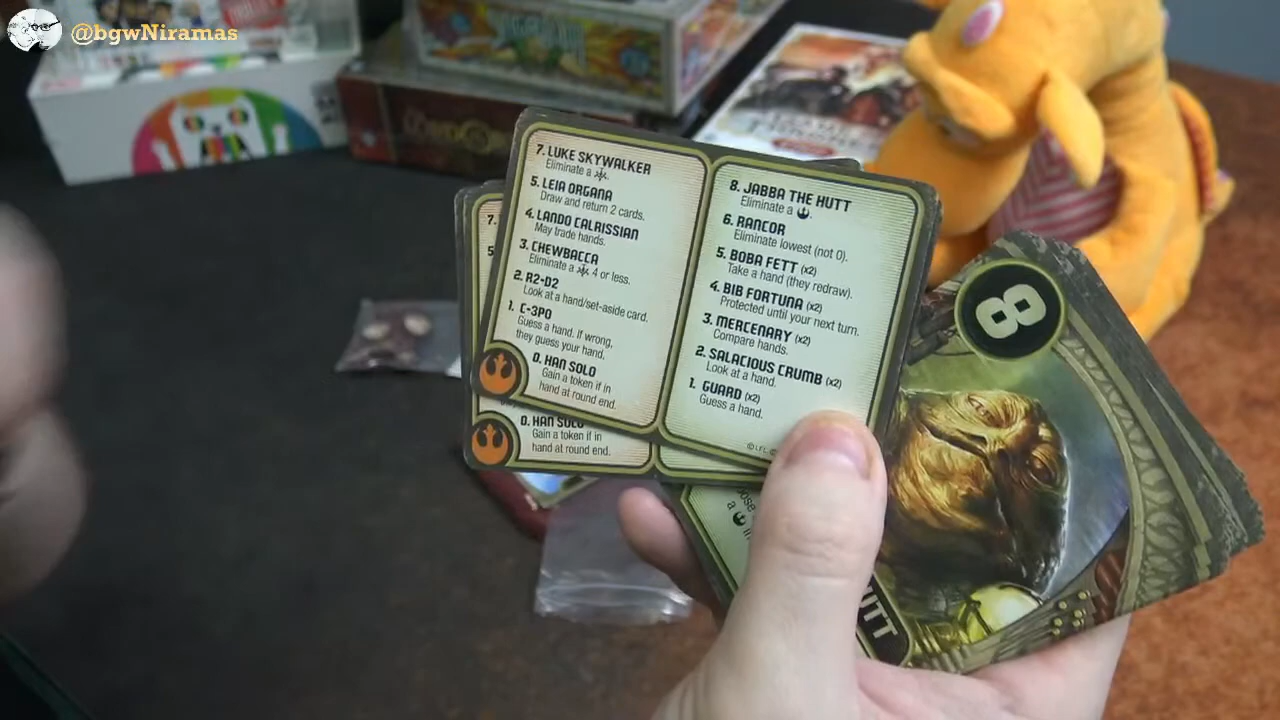 @bgwNiramas
7. LUKE SKYWALKER
Eliminate a
5. LEIA ORGANA
Draw and return 2 cards.
4. LANDO CALRISSIAN
May trade hands.
3. CHEWBACCA
Eliminate a 4 or less.
2. R2-D2
Look at a hand/set-aside card.
1. C-3PO
Guess a hand. If wrong,
they guess your hand.
0. HAN SOLO
Gain a token if in
hand at round end.
8. JABBA THE HUTT
Eliminate a
6. RANCOR
Eliminate lowest (not 0).
5. BOBA FETT (x2)
Take a hand (they redraw).
4. BIB FORTUNA (x2)
Protected until your next turn.
3. MERCENARY (x2)
Compare hands.
2. SALACIOUS CRUMB (x2)
Look at a hand.
1. GUARD (x2)
Guess a hand.
© LFL ©
7.
5
0. HAN SOLO
Gain a token if in
hand at round end.
8
a
UTT